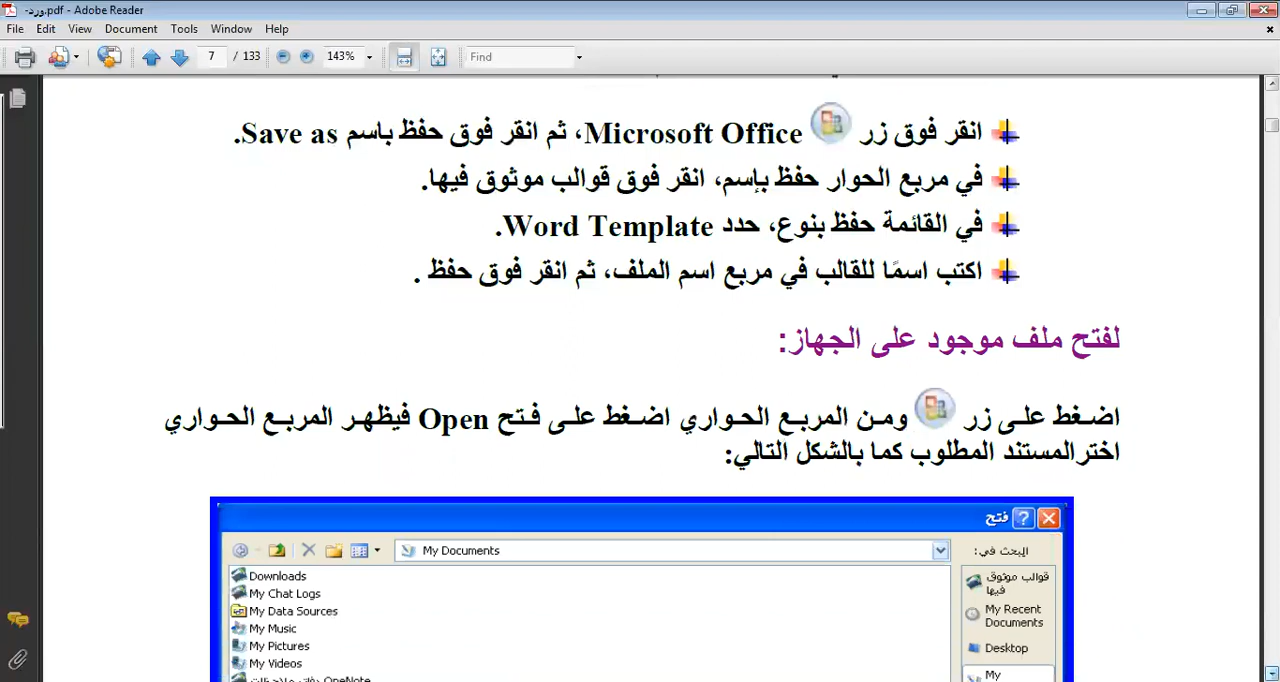 ورد-.pdf - Adobe Reader
File Edit View Document Tools Window Help
7 / 133 143% Find
انقر فوق زر Microsoft Office، ثم انقر فوق حفظ باسم Save as.
في مربع الحوار حفظ بإسم، انقر فوق قوالب موثوق فيها.
في القائمة حفظ بنوع، حدد Word Template.
اكتب اسمًا للقالب في مربع اسم الملف، ثم انقر فوق حفظ .
لفتح ملف موجود على الجهاز:
اضغط على زر ومن المربع الحواري اضغط على فتح Open فيظهر المربع الحواري
اخترالمستند المطلوب كما بالشكل التالي:
فتح
البحث في: My Documents
قوالب موثوق
فيها
My Recent
Documents
Desktop
My
Downloads
My Chat Logs
My Data Sources
My Music
My Pictures
My Videos
OneNote